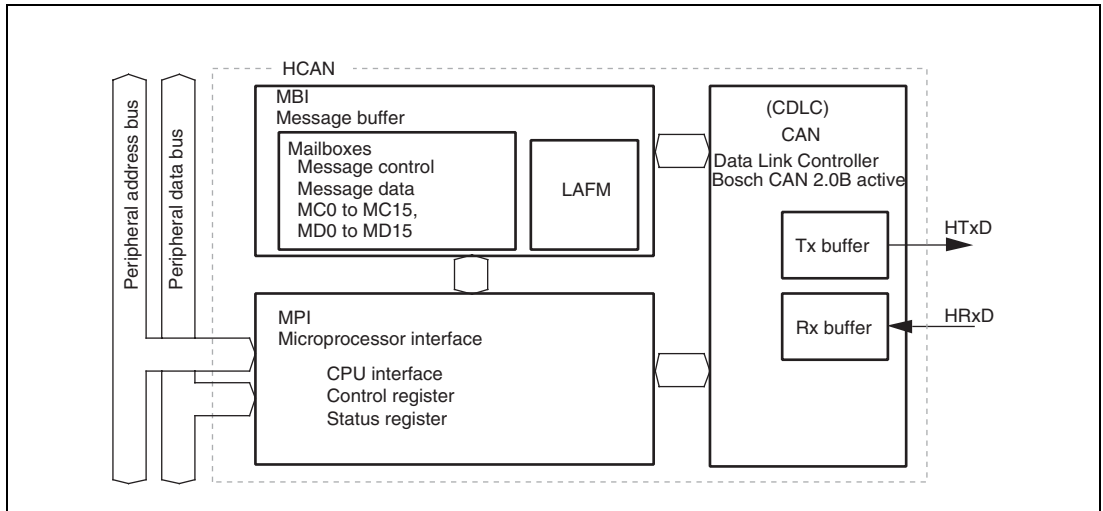 HCAN
Peripheral address bus
Peripheral data bus
MBI
Message buffer
Mailboxes
Message control
Message data
MC0 to MC15,
MD0 to MD15
LAFM
(CDLC)
CAN
Data Link Controller
Bosch CAN 2.0B active
Tx buffer
HTxD
Rx buffer
HRxD
MPI
Microprocessor interface
CPU interface
Control register
Status register